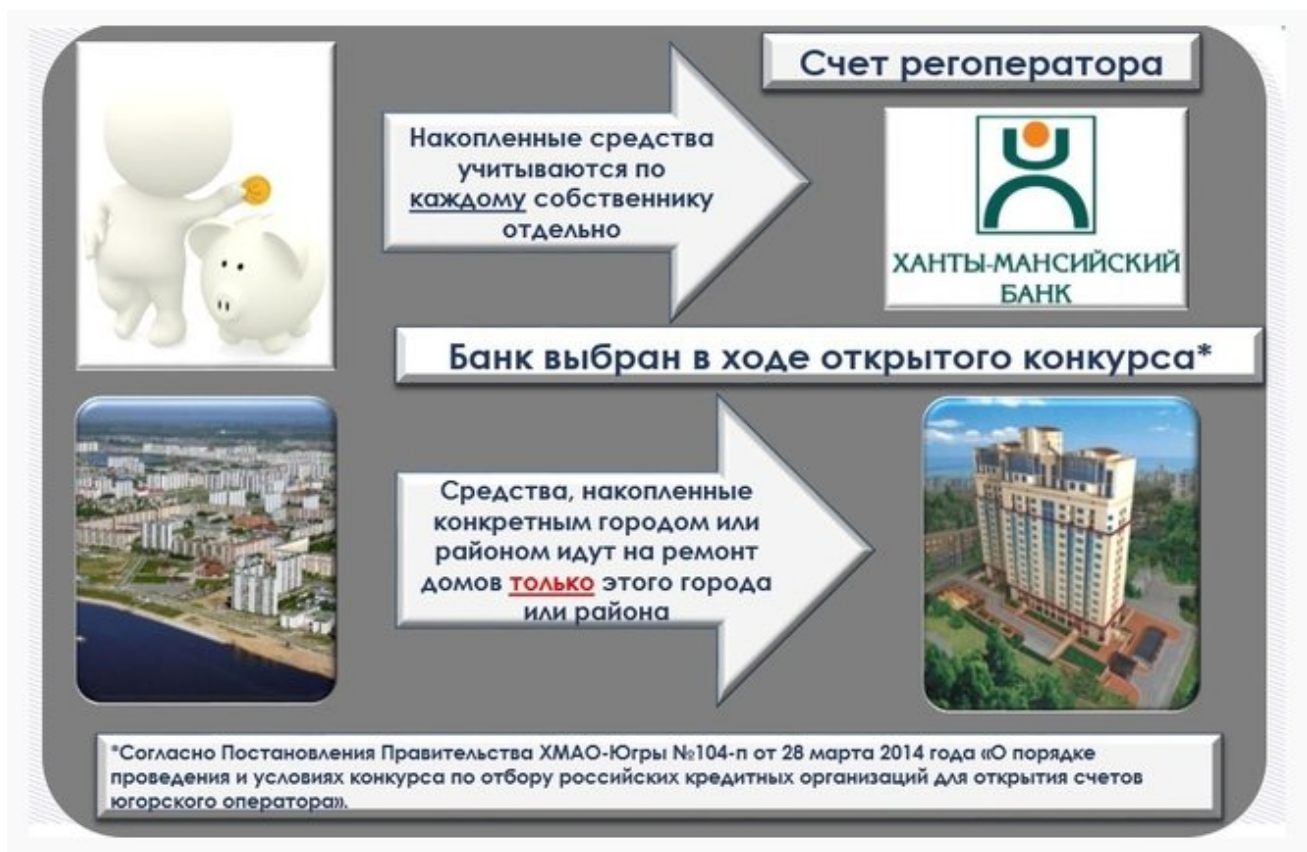 Счет регоператора
Накопленные средства
учитываются по
каждому собственнику
отдельно
ХАНТЫ-МАНСИЙСКИЙ
БАНК
Банк выбран в ходе открытого конкурса*
Средства, накопленные
конкретным городом или
районом идут на ремонт
домов только этого города
или района
*Согласно Постановления Правительства ХМАО-Югры №104-п от 28 марта 2014 года «О порядке
проведения и условиях конкурса по отбору российских кредитных организаций для открытия счетов
югорского оператора».